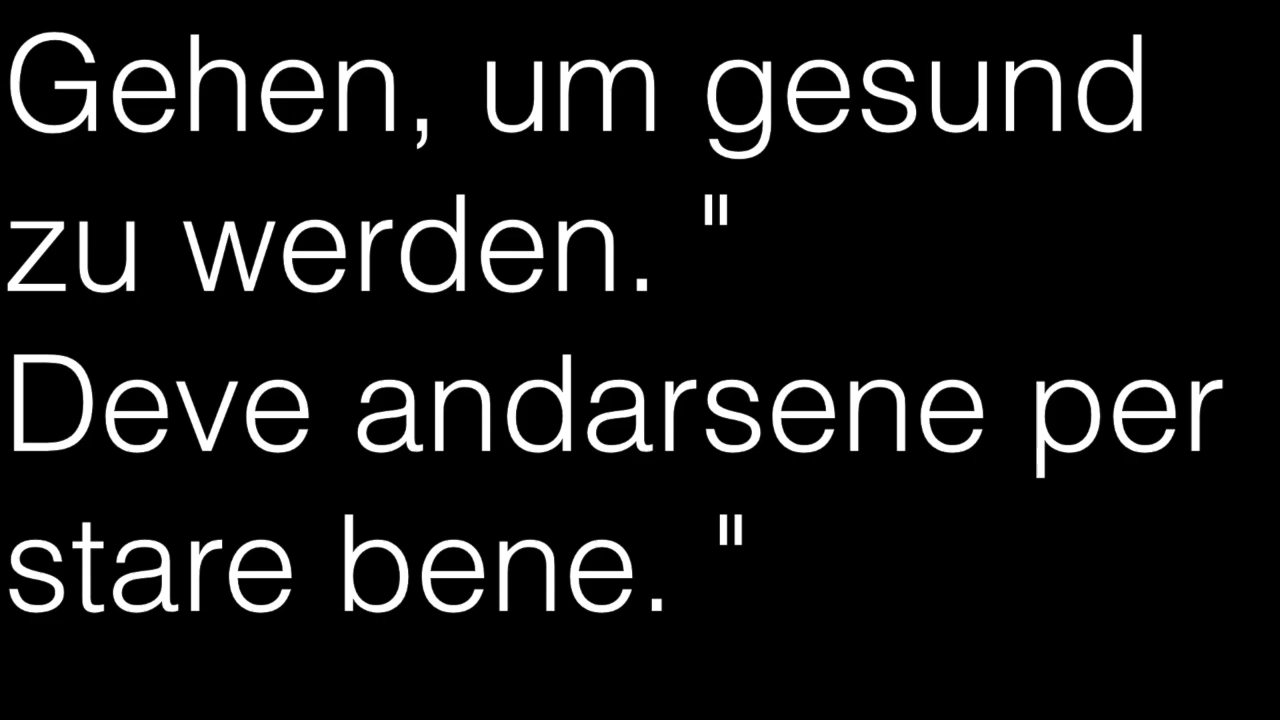 Gehen, um gesund
zu werden. "
Deve andarsene per
stare bene. "